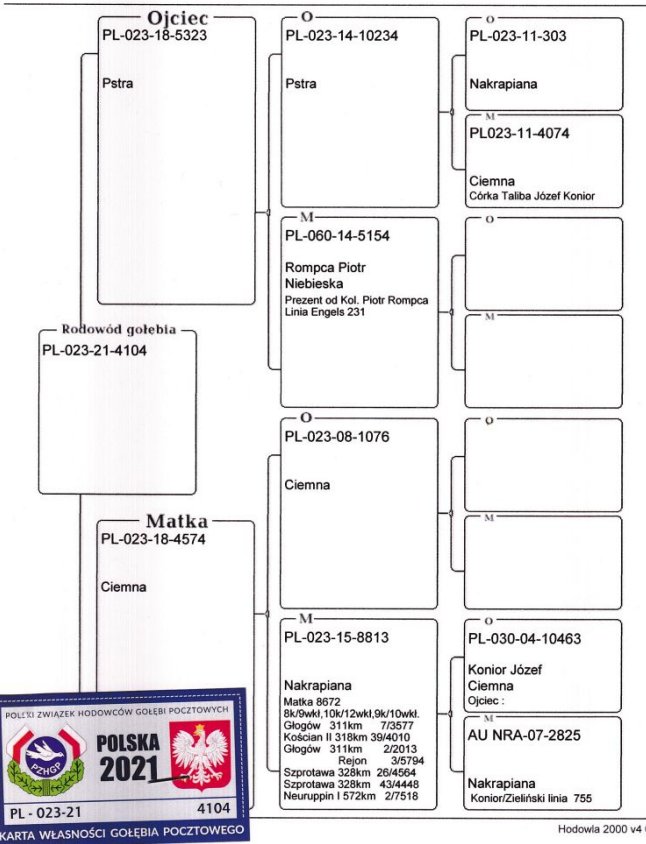 Ojciec
PL-023-18-5323
Pstra
O
PL-023-14-10234
Pstra
O
PL-023-11-303
Nakrapiana
M
PL023-11-4074
Ciemna
Córka Taliba Józef Konior
M
PL-060-14-5154
Rompca Piotr
Niebieska
Prezent od Kol. Piotr Rompca
Linia Engels 231
O
M
Rodowód gołębia
PL-023-21-4104
Matka
PL-023-18-4574
Ciemna
O
PL-023-08-1076
Ciemna
O
M
M
PL-023-15-8813
Nakrapiana
Matka 8672
8k/9wkł,10k/12wkł,9k/10wkł.
Głogów 311km 7/3577
Kościan II 318km 39/4010
Głogów 311km 2/2013
Rejon 3/5794
Szprotawa 328km 26/4564
Szprotawa 328km 43/4448
Neuruppin I 572km 2/7518
O
PL-030-04-10463
Konior Józef
Ciemna
Ojciec :
M
AU NRA-07-2825
Nakrapiana
Konior/Zieliński linia 755
POLSKI ZWIĄZEK HODOWCÓW GOŁĘBI POCZTOWYCH
PZHGP
POLSKA
2021
PL - 023-21 4104
KARTA WŁASNOŚCI GOŁĘBIA POCZTOWEGO
Hodowla 2000 v4